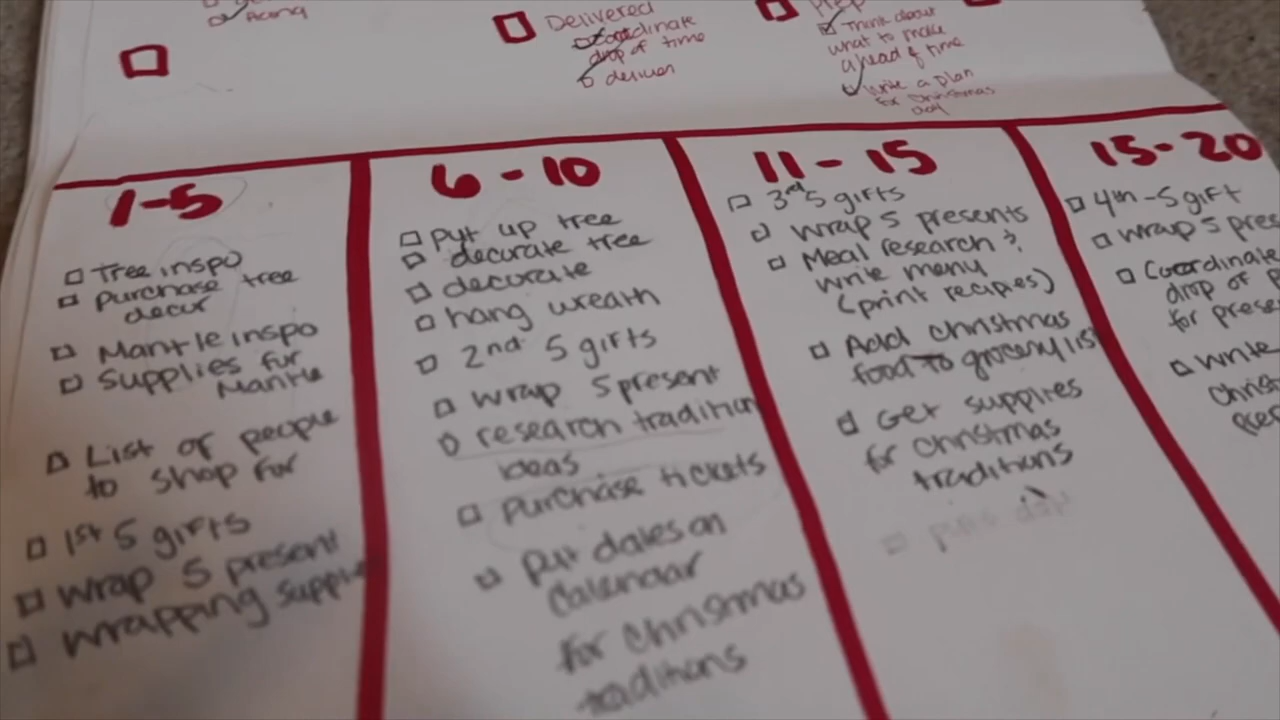 Delivered
coordinate
drop of time
deliver
Prep
Think about
what to make
ahead of time
write a plan
for Christmas
day
1-5
Tree inspo
purchase tree
decor
Mantle inspo
Supplies for
Mantle
List of people
to shop for
1st 5 gifts
wrap 5 present
wrapping supplie
6-10
put up tree
decorate tree
decorate
hang wreath
2nd 5 gifts
wrap 5 present
research tradition
ideas
purchase tickets
put dates on
calendar
for christmas
traditions
11-15
3rd 5 gifts
wrap 5 presents
Meal research ?
write menu
(print recipes)
Add christmas
food to grocery list
Get supplies
for christmas
traditions
15-20
4th-5 gift
wrap 5 pres
Coordinate
drop of
for prese
write
Christ